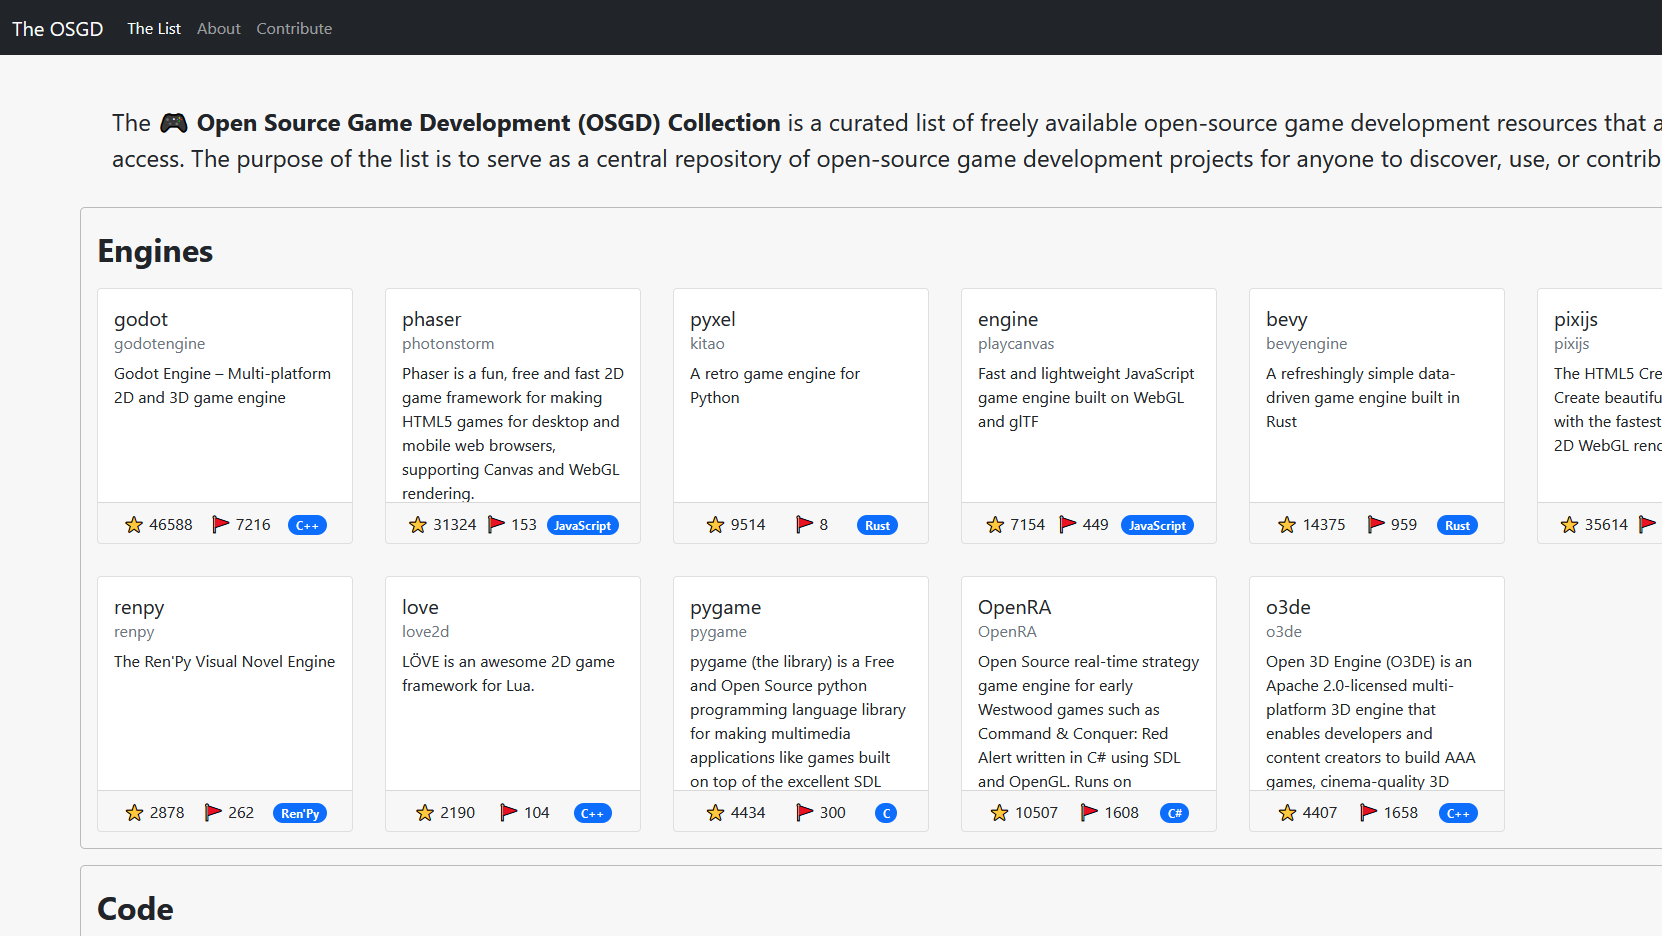 The OSGD The List About Contribute
The 🎮 Open Source Game Development (OSGD) Collection is a curated list of freely available open-source game development resources that a
access. The purpose of the list is to serve as a central repository of open-source game development projects for anyone to discover, use, or contrib
Engines
godot
godotengine
Godot Engine – Multi-platform
2D and 3D game engine
46588 7216 C++
phaser
photonstorm
Phaser is a fun, free and fast 2D
game framework for making
HTML5 games for desktop and
mobile web browsers,
supporting Canvas and WebGL
rendering.
31324 153 JavaScript
pyxel
kitao
A retro game engine for
Python
9514 8 Rust
engine
playcanvas
Fast and lightweight JavaScript
game engine built on WebGL
and glTF
7154 449 JavaScript
bevy
bevyengine
A refreshingly simple data-
driven game engine built in
Rust
14375 959 Rust
pixijs
pixijs
The HTML5 Cre
Create beautifu
with the fastest
2D WebGL renc
35614
renpy
renpy
The Ren'Py Visual Novel Engine
2878 262 Ren'Py
love
love2d
LÖVE is an awesome 2D game
framework for Lua.
2190 104 C++
pygame
pygame
pygame (the library) is a Free
and Open Source python
programming language library
for making multimedia
applications like games built
on top of the excellent SDL
4434 300 C
OpenRA
OpenRA
Open Source real-time strategy
game engine for early
Westwood games such as
Command & Conquer: Red
Alert written in C# using SDL
and OpenGL. Runs on
10507 1608 C#
o3de
o3de
Open 3D Engine (O3DE) is an
Apache 2.0-licensed multi-
platform 3D engine that
enables developers and
content creators to build AAA
games, cinema-quality 3D
4407 1658 C++
Code